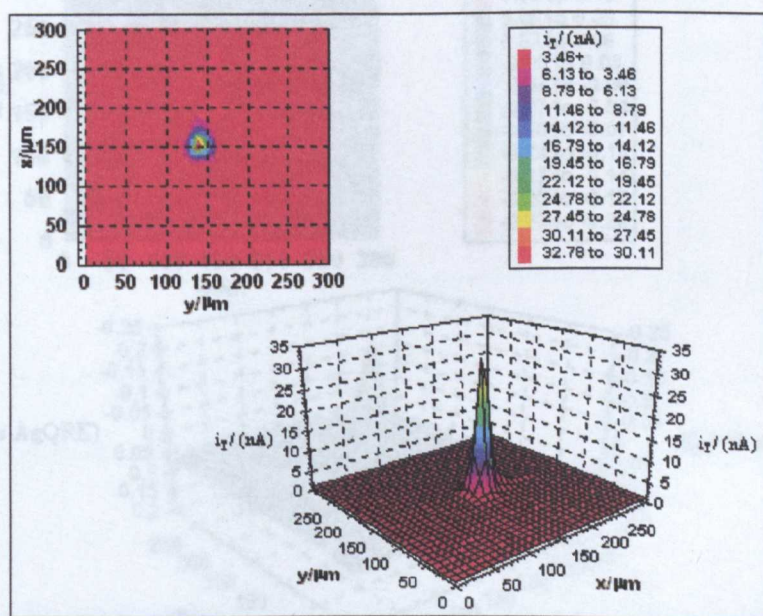 300
250
200
150
100
50
0
x/µm
0 50 100 150 200 250 300
y/µm
i_T/(nA)
3.46+
6.13 to 3.46
8.79 to 6.13
11.46 to 8.79
14.12 to 11.46
16.79 to 14.12
19.45 to 16.79
22.12 to 19.45
24.78 to 22.12
27.45 to 24.78
30.11 to 27.45
32.78 to 30.11
35
30
25
20
15
10
5
0
i_T/(nA)
35
30
25
20
15
10
5
0
i_T/(nA)
250
200
150
100
50
0
y/µm
0
50
100
150
200
250
x/µm